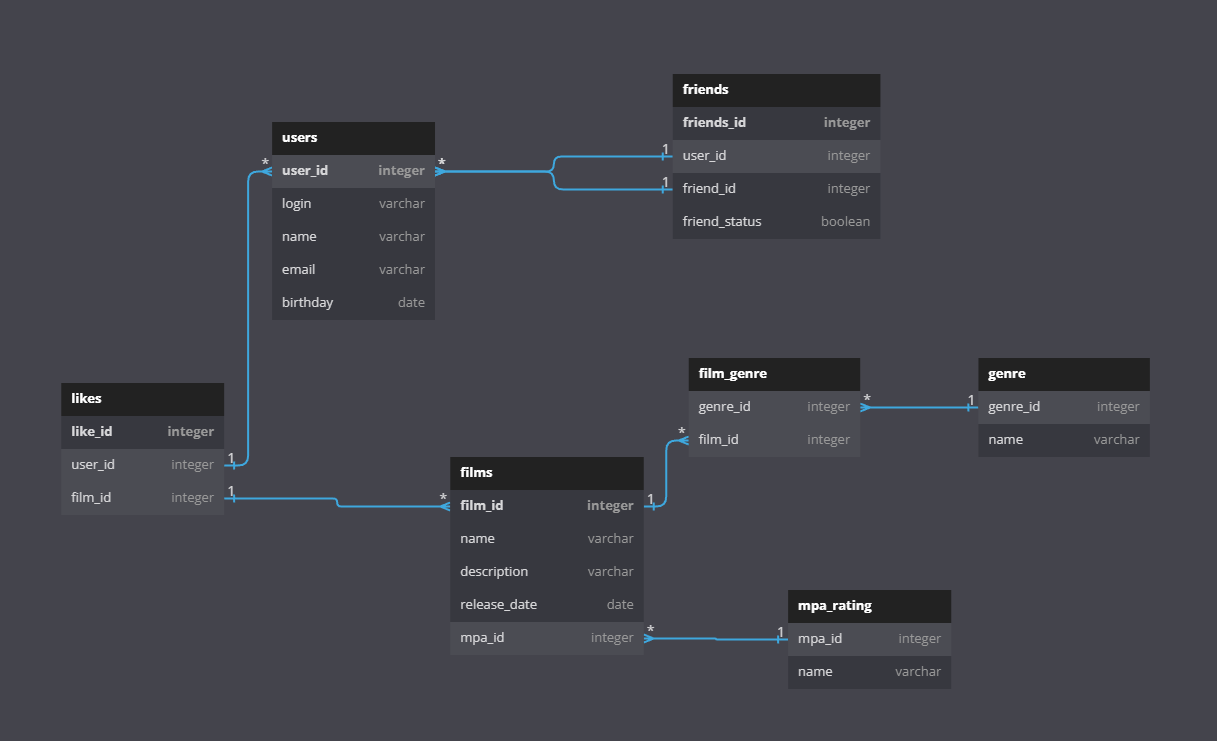 friends
friends_id integer
1 user_id integer
1 friend_id integer
friend_status boolean
users
* user_id integer *
login varchar
name varchar
email varchar
birthday date
likes
like_id integer
user_id integer 1
film_id integer 1
film_genre
genre_id integer *
* film_id integer
genre
1 genre_id integer
name varchar
films
* film_id integer 1
name varchar
description varchar
release_date date
mpa_id integer *
mpa_rating
1 mpa_id integer
name varchar